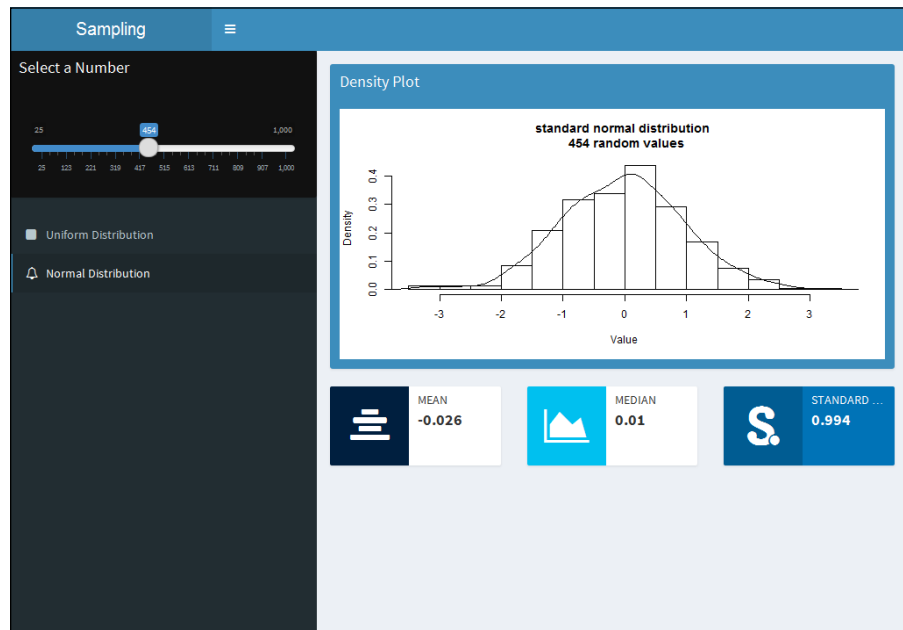 Sampling
Select a Number
25 454 1,000
25 123 221 319 417 515 613 711 809 907 1,000
Uniform Distribution
Normal Distribution
Density Plot
standard normal distribution
454 random values
Density
0.0 0.1 0.2 0.3 0.4
-3 -2 -1 0 1 2 3
Value
MEAN
-0.026
MEDIAN
0.01
STANDARD ...
0.994